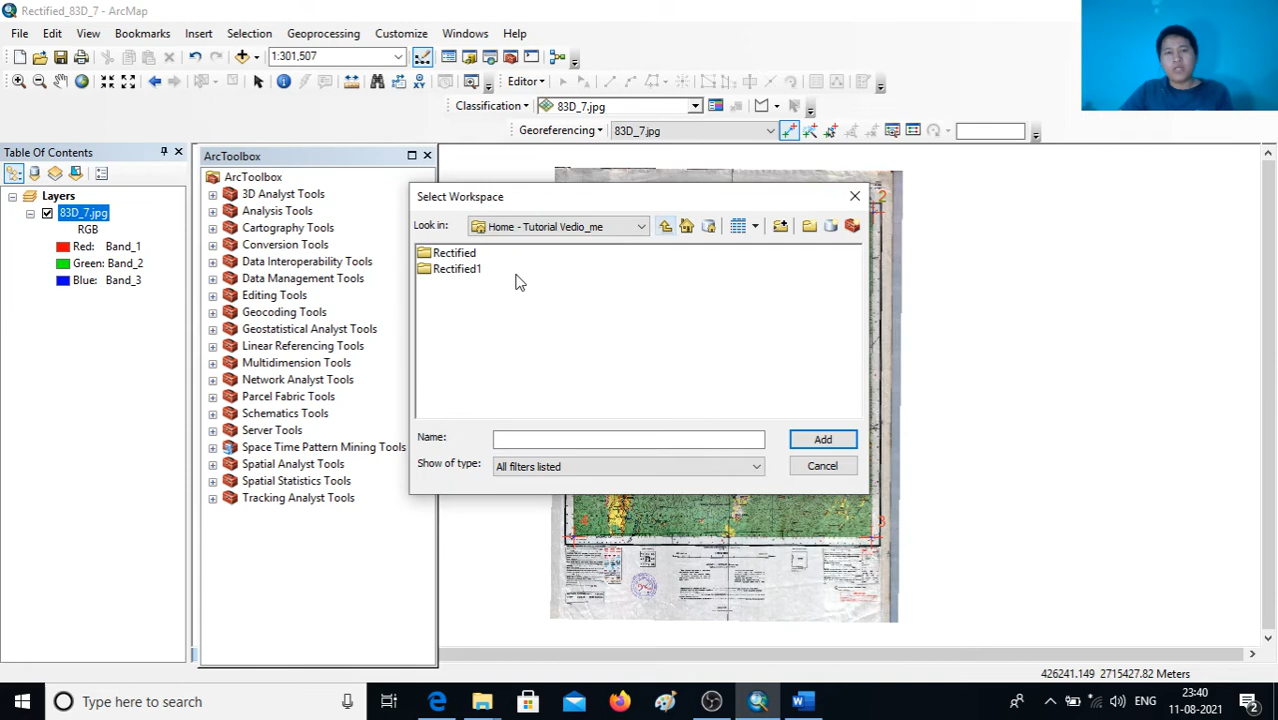 Rectified_83D_7 - ArcMap
File Edit View Bookmarks Insert Selection Geoprocessing Customize Windows Help
1:301,507
Editor
Classification 83D_7.jpg
Georeferencing 83D_7.jpg
Table Of Contents
Layers
83D_7.jpg
RGB
Red: Band_1
Green: Band_2
Blue: Band_3
ArcToolbox
ArcToolbox
3D Analyst Tools
Analysis Tools
Cartography Tools
Conversion Tools
Data Interoperability Tools
Data Management Tools
Editing Tools
Geocoding Tools
Geostatistical Analyst Tools
Linear Referencing Tools
Multidimension Tools
Network Analyst Tools
Parcel Fabric Tools
Schematics Tools
Server Tools
Space Time Pattern Mining Tools
Spatial Analyst Tools
Spatial Statistics Tools
Tracking Analyst Tools
Select Workspace
Look in: Home - Tutorial Vedio_me
Rectified
Rectified1
Name: Add
Show of type: All filters listed Cancel
2
3
426241.149 2715427.82 Meters
Type here to search
ENG
23:40
11-08-2021
2